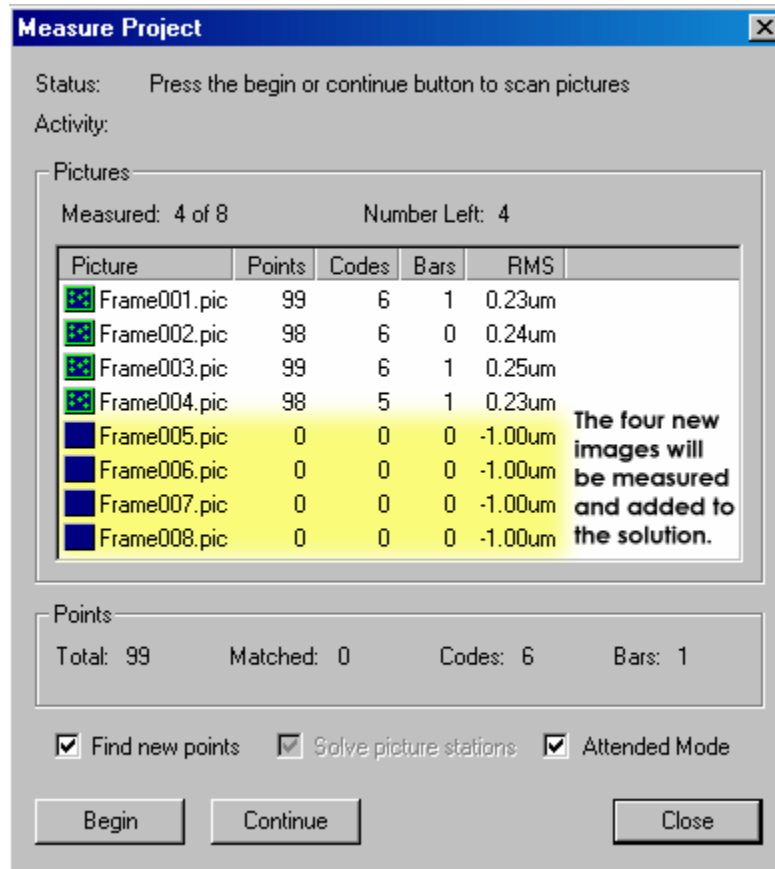 Measure Project
Status: Press the begin or continue button to scan pictures
Activity:
Pictures
Measured: 4 of 8 Number Left: 4
Picture Points Codes Bars RMS
Frame001.pic 99 6 1 0.23um
Frame002.pic 98 6 0 0.24um
Frame003.pic 99 6 1 0.25um
Frame004.pic 98 5 1 0.23um
Frame005.pic 0 0 0 -1.00um
Frame006.pic 0 0 0 -1.00um
Frame007.pic 0 0 0 -1.00um
Frame008.pic 0 0 0 -1.00um
The four new
images will
be measured
and added to
the solution.
Points
Total: 99 Matched: 0 Codes: 6 Bars: 1
Find new points Solve picture stations Attended Mode
Begin Continue Close